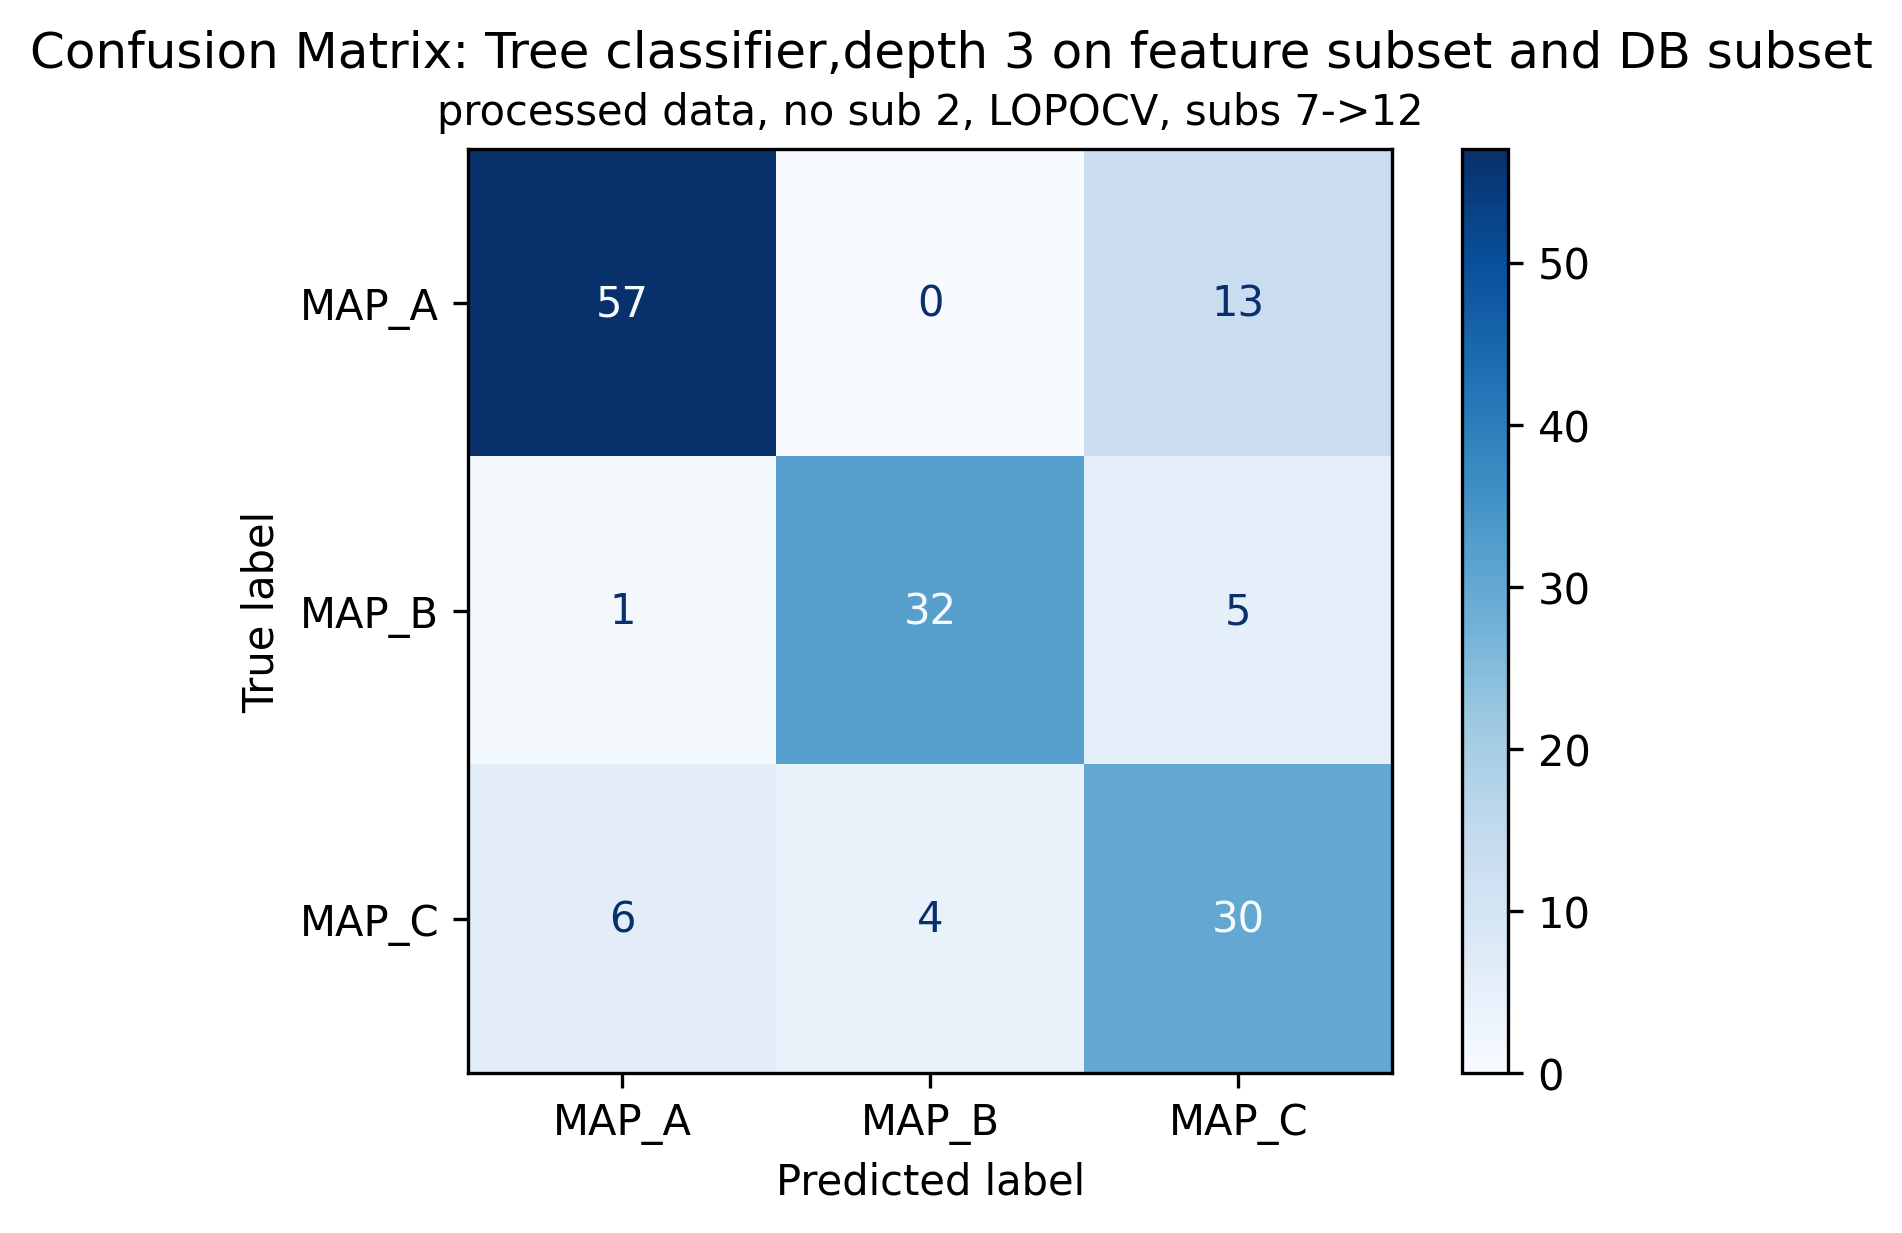 Confusion Matrix: Tree classifier,depth 3 on feature subset and DB subset
processed data, no sub 2, LOPOCV, subs 7->12
MAP_A
57
0
13
MAP_B
1
32
5
MAP_C
6
4
30
MAP_A
MAP_B
MAP_C
Predicted label
True label
50
40
30
20
10
0